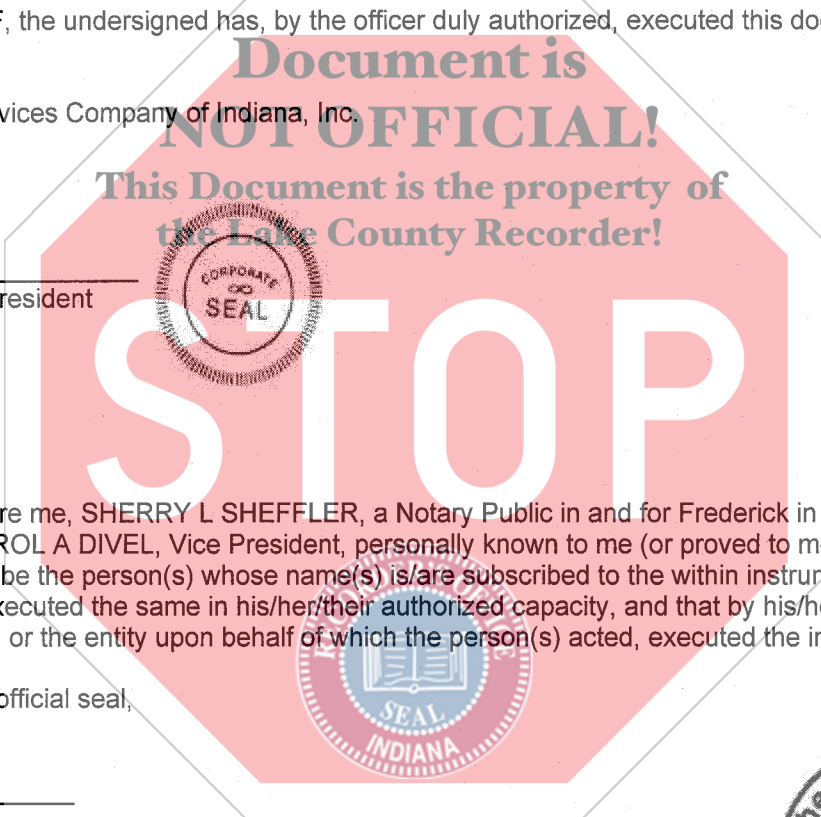 , the undersigned has, by the officer duly authorized, executed this do
Document is
vices Company of Indiana, Inc.
NOT OFFICIAL!
This Document is the property of
the Lake County Recorder!
CORPORATE
SEAL
resident
STOP
re me, SHERRY L SHEFFLER, a Notary Public in and for Frederick in
ROL A DIVEL, Vice President, personally known to me (or proved to m
be the person(s) whose name(s) is/are subscribed to the within instrur
xecuted the same in his/her/their authorized capacity, and that by his/he
or the entity upon behalf of which the person(s) acted, executed the in
RECORDER'S OFFICE
SEAL
INDIANA
official seal,